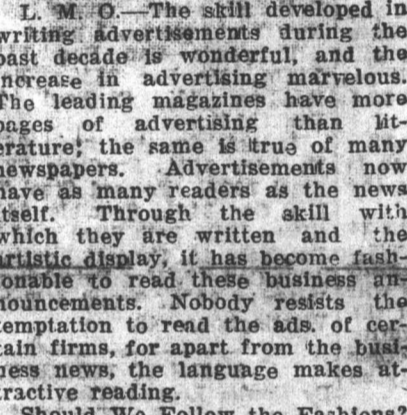 L. M. O.—The skill developed in
writing advertisements during the
past decade is wonderful, and the
increase in advertising marvelous.
The leading magazines have more
pages of advertising than lit-
erature; the same is true of many
newspapers. Advertisements now
have as many readers as the news
itself. Through the skill with
which they are written and the
artistic display, it has become fash-
ionable to read these business an-
nouncements. Nobody resists the
temptation to read the ads. of cer-
tain firms, for apart from the busi-
ness news, the language makes at-
tractive reading.
Should We Follow the Fashions?